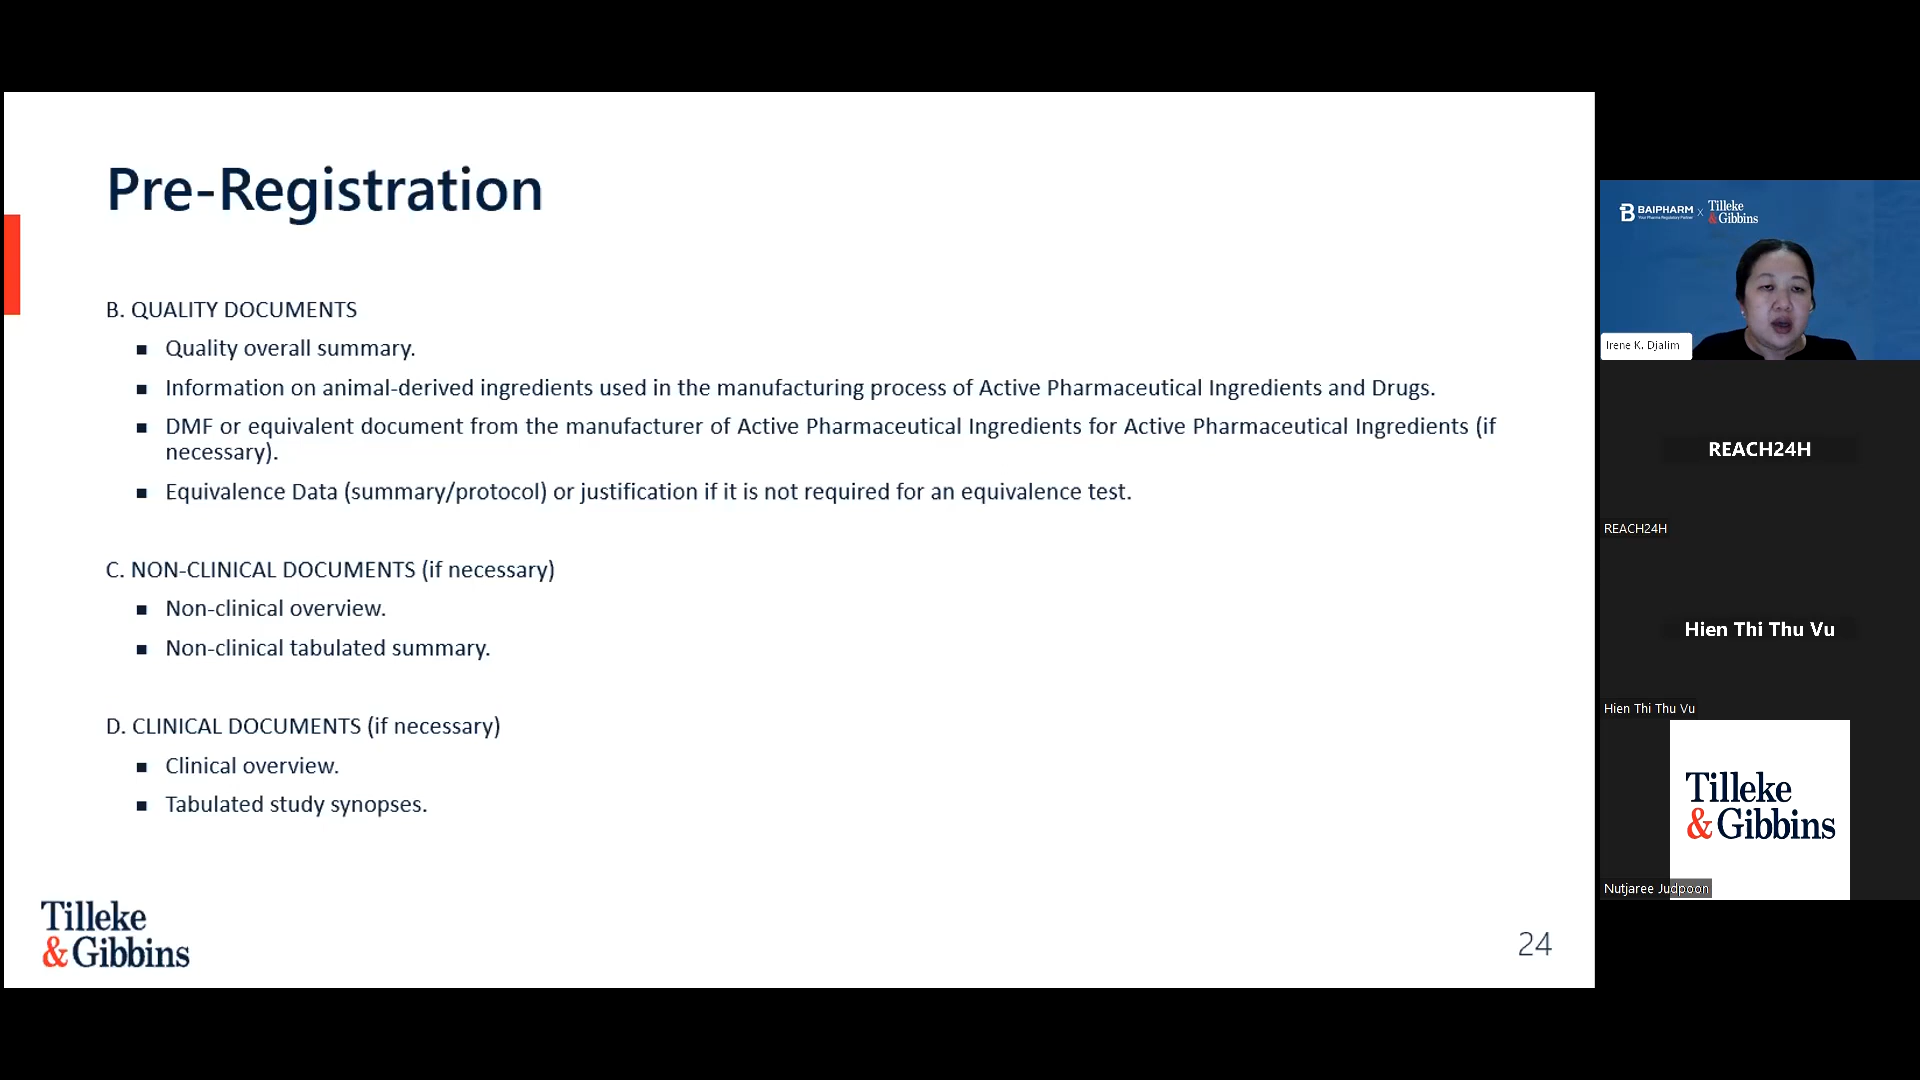 Pre-Registration
B. QUALITY DOCUMENTS
■ Quality overall summary.
■ Information on animal-derived ingredients used in the manufacturing process of Active Pharmaceutical Ingredients and Drugs.
■ DMF or equivalent document from the manufacturer of Active Pharmaceutical Ingredients for Active Pharmaceutical Ingredients (if
necessary).
■ Equivalence Data (summary/protocol) or justification if it is not required for an equivalence test.
C. NON-CLINICAL DOCUMENTS (if necessary)
■ Non-clinical overview.
■ Non-clinical tabulated summary.
D. CLINICAL DOCUMENTS (if necessary)
■ Clinical overview.
■ Tabulated study synopses.
Tilleke
& Gibbins
24
BAIPHARM x Tilleke
Your Pharma Regulatory Partner & Gibbins
Irene K. Djalim
REACH24H
REACH24H
Hien Thi Thu Vu
Hien Thi Thu Vu
Tilleke
& Gibbins
Nutjaree Judpoon